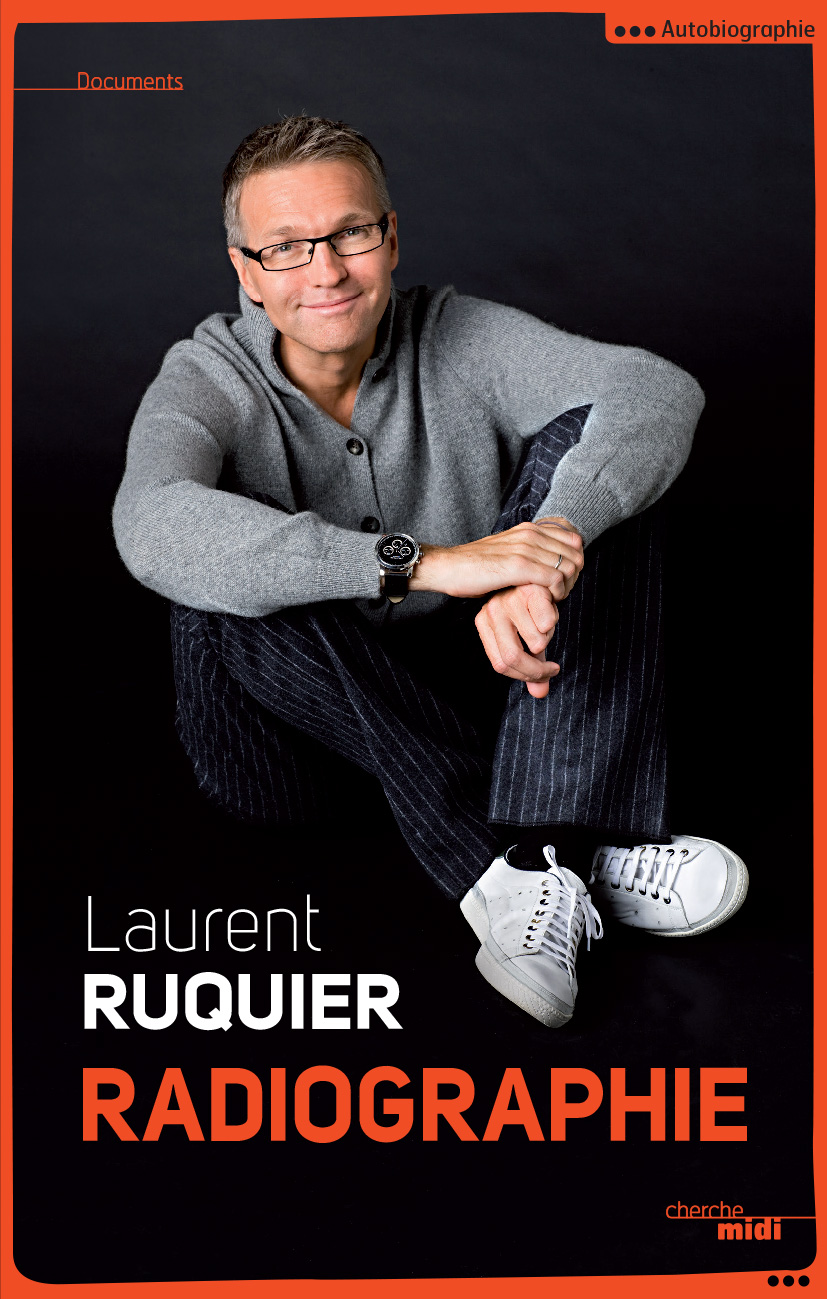 ●●● Autobiographie
Documents
Laurent
RUQUIER
RADIOGRAPHIE
cherche
midi